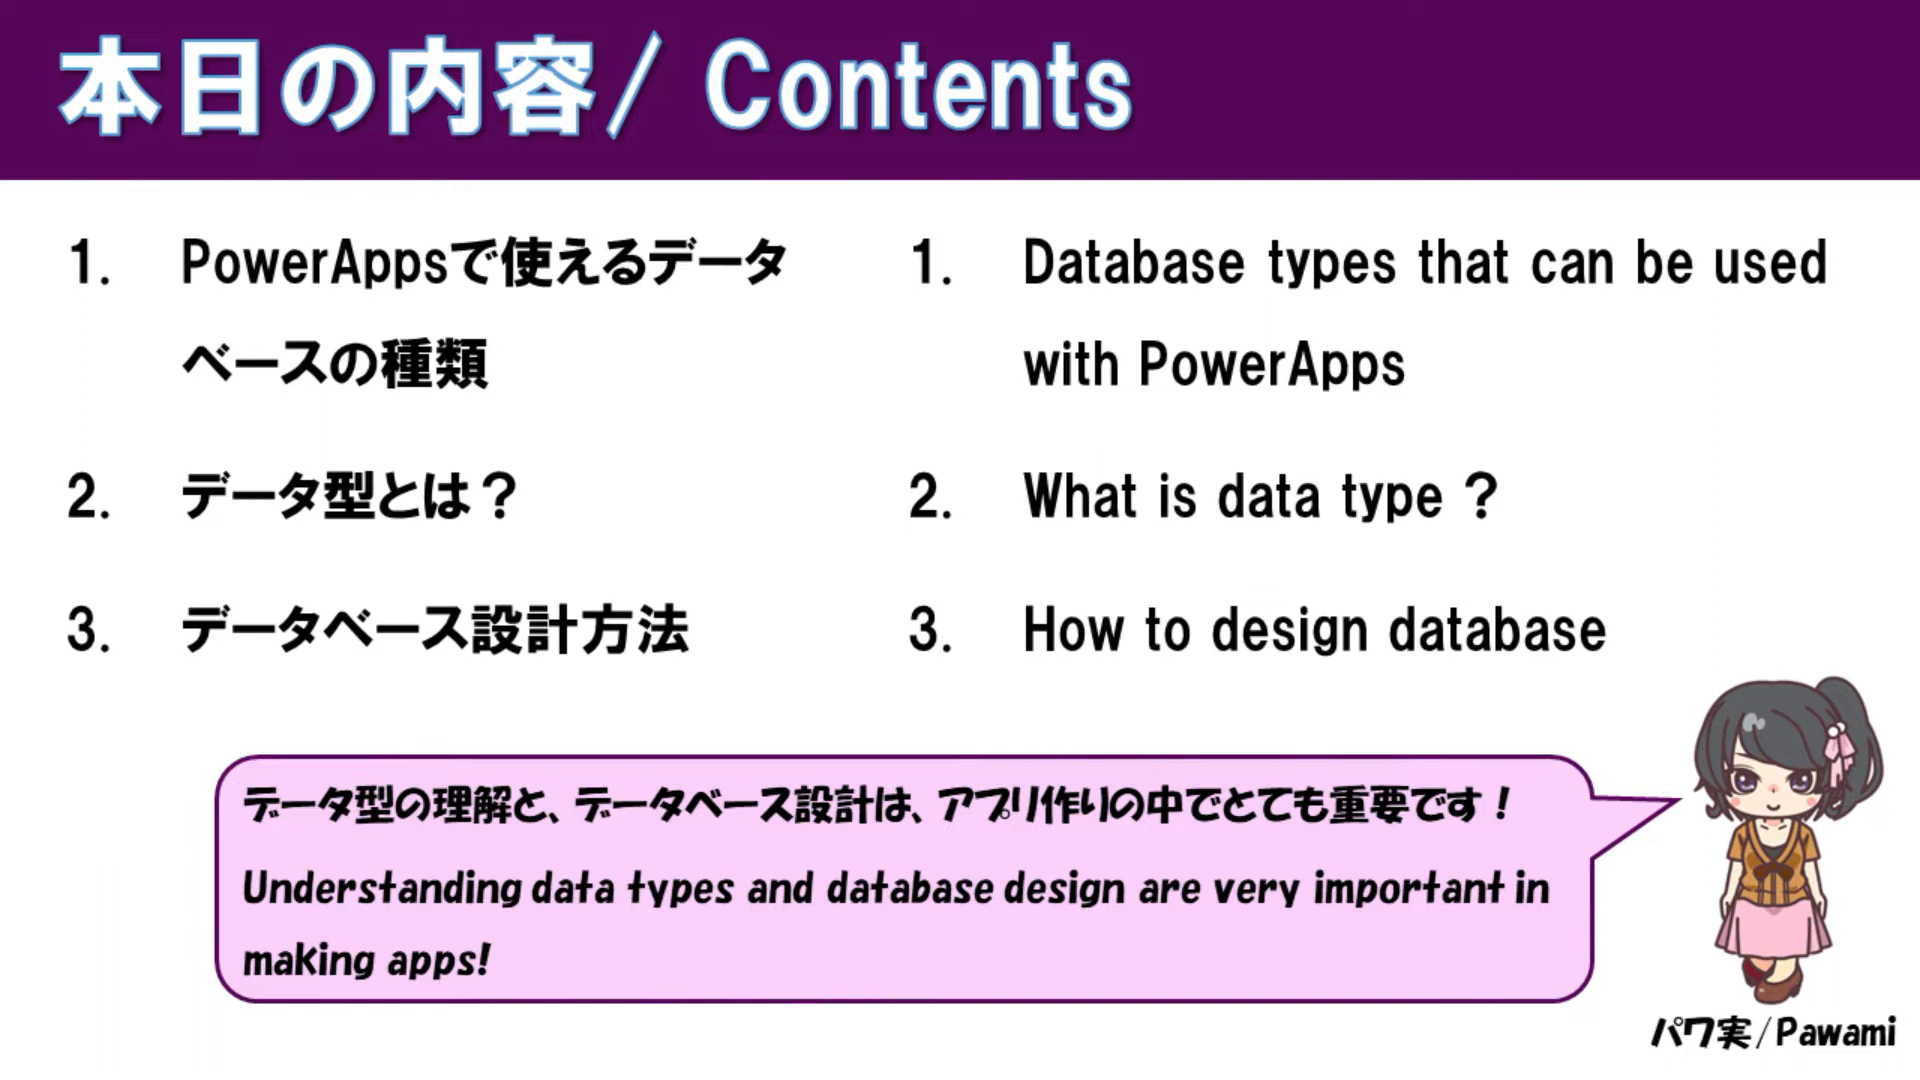 本日の内容/ Contents
1. PowerAppsで使えるデータ
ベースの種類
2. データ型とは？
3. データベース設計方法
1. Database types that can be used
with PowerApps
2. What is data type ?
3. How to design database
データ型の理解と、データベース設計は、アプリ作りの中でとても重要です！
Understanding data types and database design are very important in
making apps!
パワ実/Pawami